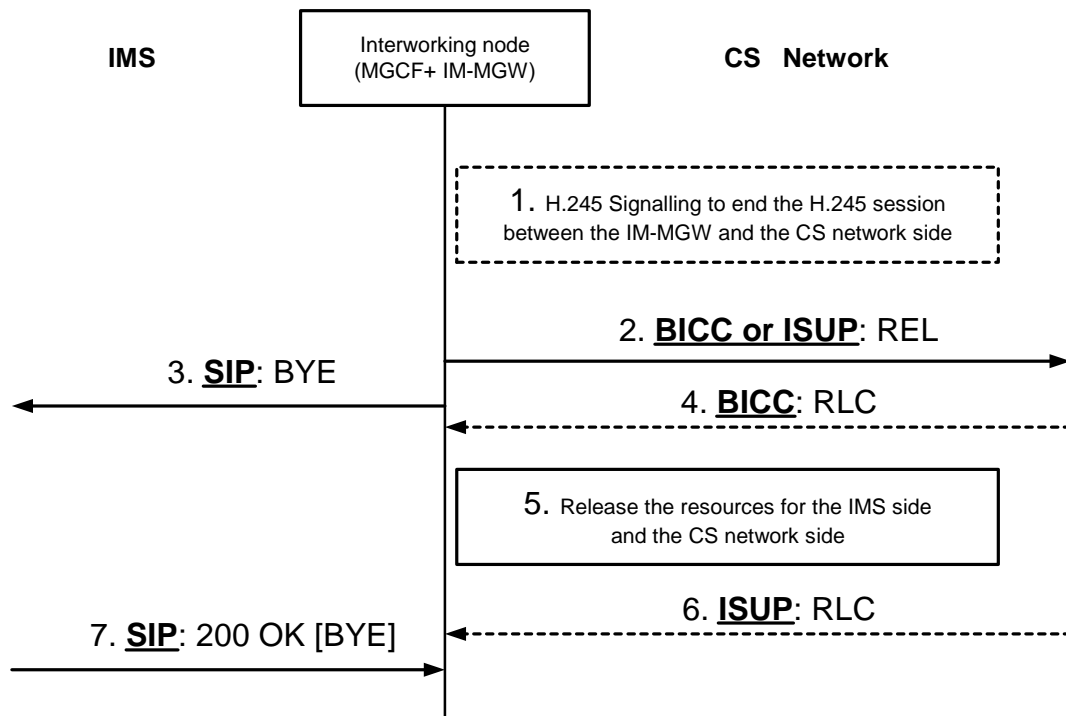 IMS
Interworking node
(MGCF+ IM-MGW)
CS Network
1. H.245 Signalling to end the H.245 session
between the IM-MGW and the CS network side
2. BICC or ISUP: REL
3. SIP: BYE
4. BICC: RLC
5. Release the resources for the IMS side
and the CS network side
6. ISUP: RLC
7. SIP: 200 OK [BYE]